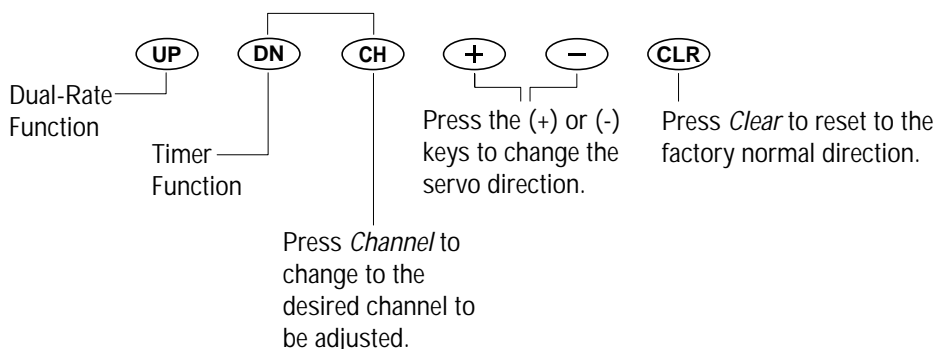 UP
DN
CH
+
−
CLR
Dual-Rate
Function
Timer
Function
Press Channel to
change to the
desired channel to
be adjusted.
Press the (+) or (-)
keys to change the
servo direction.
Press Clear to reset to the
factory normal direction.